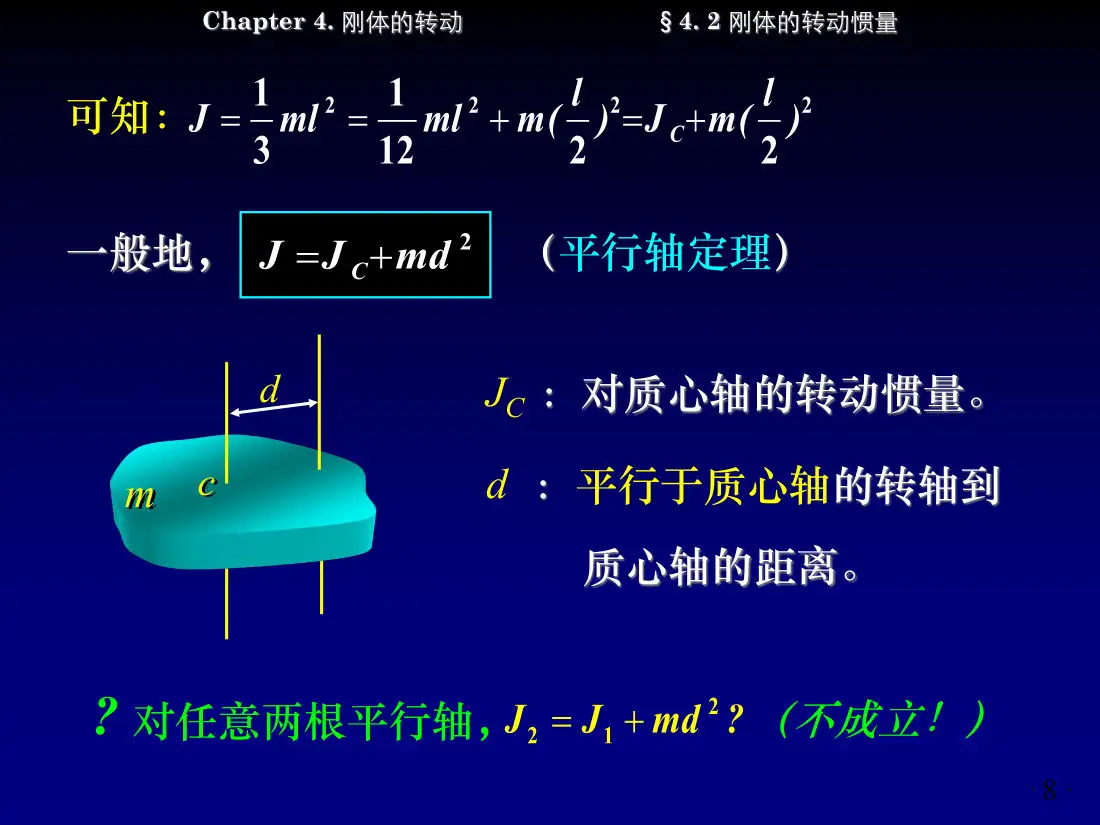 Chapter 4. 刚体的转动 §4. 2 刚体的转动惯量
可知：J = 1/3 ml² = 1/12 ml² + m(l/2)²=J_C+m(l/2)²
一般地， J =J_C+md² （平行轴定理）
d
J_C ： 对质心轴的转动惯量。
m c
d ： 平行于质心轴的转轴到
质心轴的距离。
? 对任意两根平行轴，J₂ = J₁ + md² ? （不成立！）
·8·